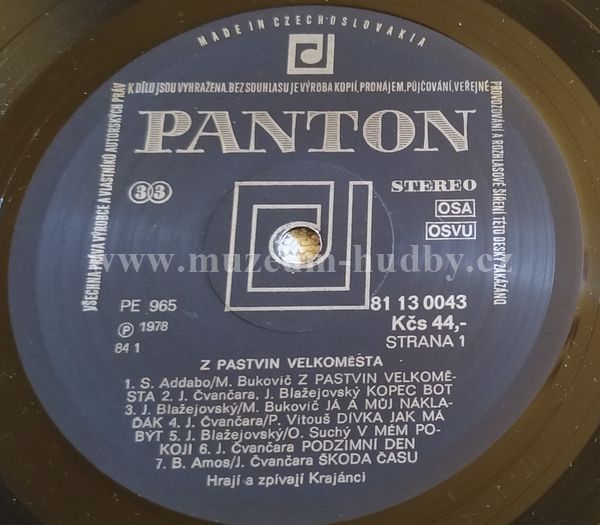 MADE IN CZECHOSLOVAKIA
VŠECHNA PRÁVA VÝROBCE A VLASTNÍKŮ AUTORSKÝCH PRÁV
K DÍLU JSOU VYHRAŽENA. BEZ SOUHLASU JE VÝROBA KOPIÍ, PRONÁJEM, PŮJČOVÁNÍ, VEŘEJNÉ
PROVOZOVÁNÍ A ROZHLASOVÉ ŠÍŘENÍ TÉTO DESKY ZAKÁZÁNO
PANTON
33
STEREO
OSA
OSVU
www.muzeum-hudby.cz
PE 965
81 13 0043
Ⓟ 1978
Kčs 44,-
84 1
STRANA 1
Z PASTVIN VELKOMĚSTA
1. S. Addabo/M. Bukovič Z PASTVIN VELKOMĚ-
STA 2. J. Čvančara, J. Blažejovský KOPEC BOT
3. J. Blažejovský/M. Bukovič JÁ A MŮJ NÁKLA-
ĎÁK 4. J. Čvančara/P. Vitouš DÍVKA JAK MÁ
BÝT 5. J. Blažejovský/O. Suchý V MÉM PO-
KOJI 6. J. Čvančara PODZIMNÍ DEN
7. B. Amos/J. Čvančara ŠKODA ČASU
Hrají a zpívají Krajánci